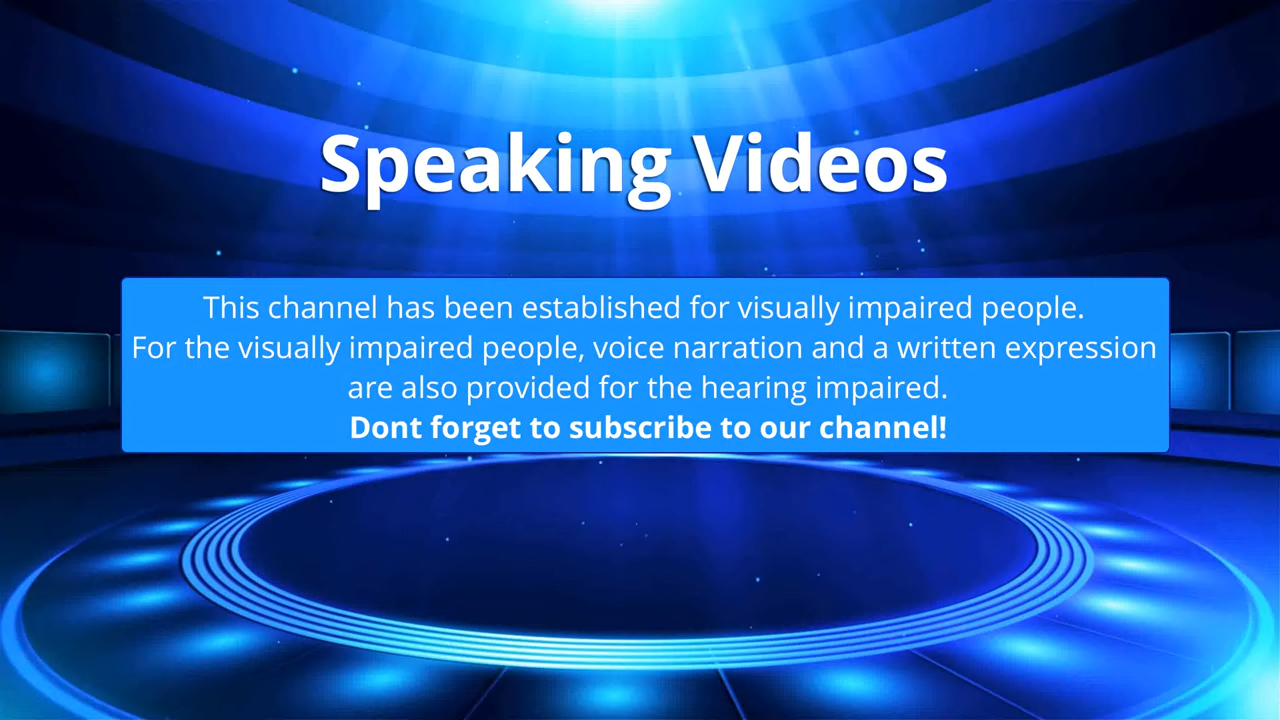 Speaking Videos
This channel has been established for visually impaired people.
For the visually impaired people, voice narration and a written expression
are also provided for the hearing impaired.
Dont forget to subscribe to our channel!